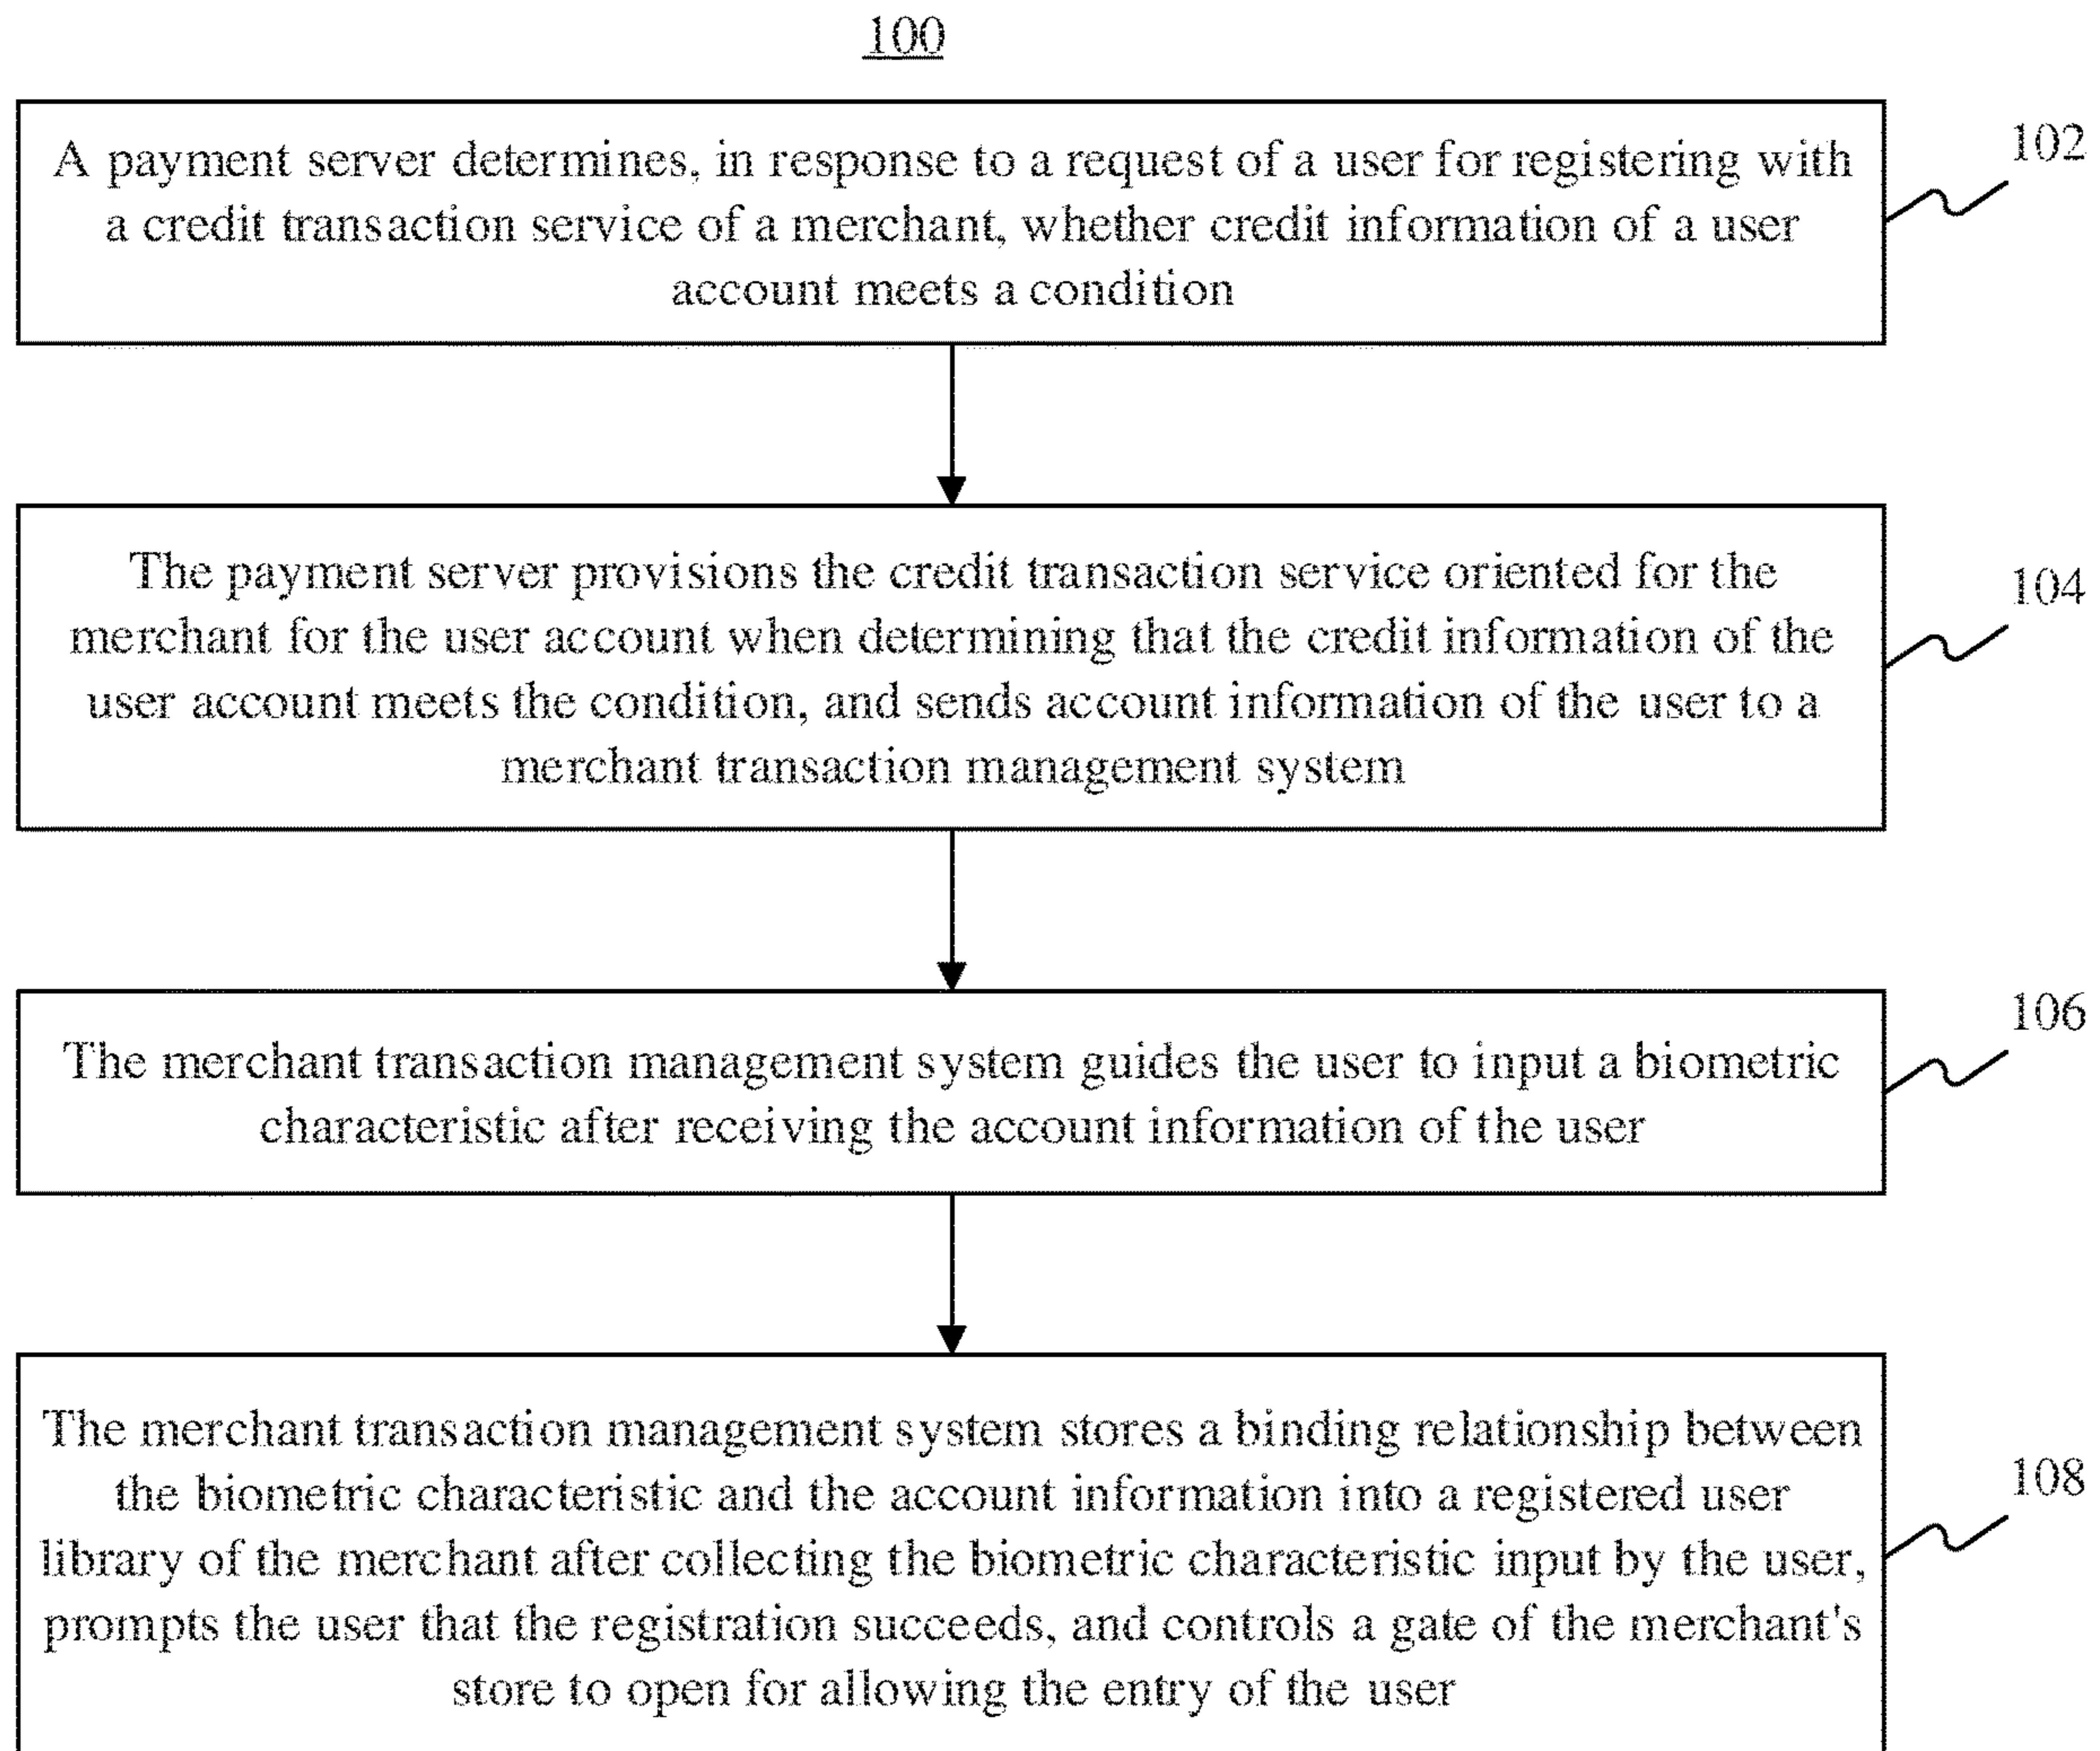 100
A payment server determines, in response to a request of a user for registering with
a credit transaction service of a merchant, whether credit information of a user
account meets a condition
102
The payment server provisions the credit transaction service oriented for the
merchant for the user account when determining that the credit information of the
user account meets the condition, and sends account information of the user to a
merchant transaction management system
104
The merchant transaction management system guides the user to input a biometric
characteristic after receiving the account information of the user
106
The merchant transaction management system stores a binding relationship between
the biometric characteristic and the account information into a registered user
library of the merchant after collecting the biometric characteristic input by the user,
prompts the user that the registration succeeds, and controls a gate of the merchant's
store to open for allowing the entry of the user
108